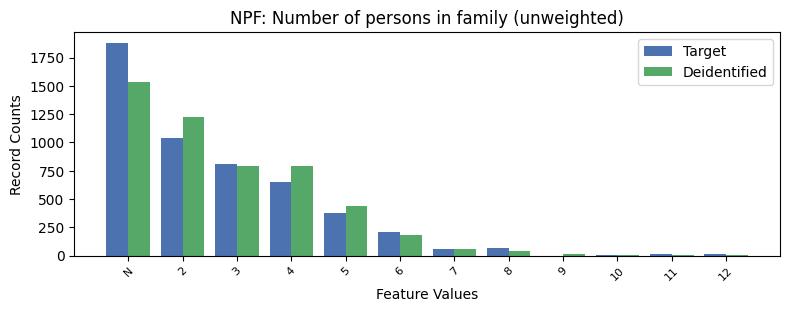 NPF: Number of persons in family (unweighted)
Target
Deidentified
Record Counts
1750
1500
1250
1000
750
500
250
0
N 2 3 4 5 6 7 8 9 10 11 12
Feature Values